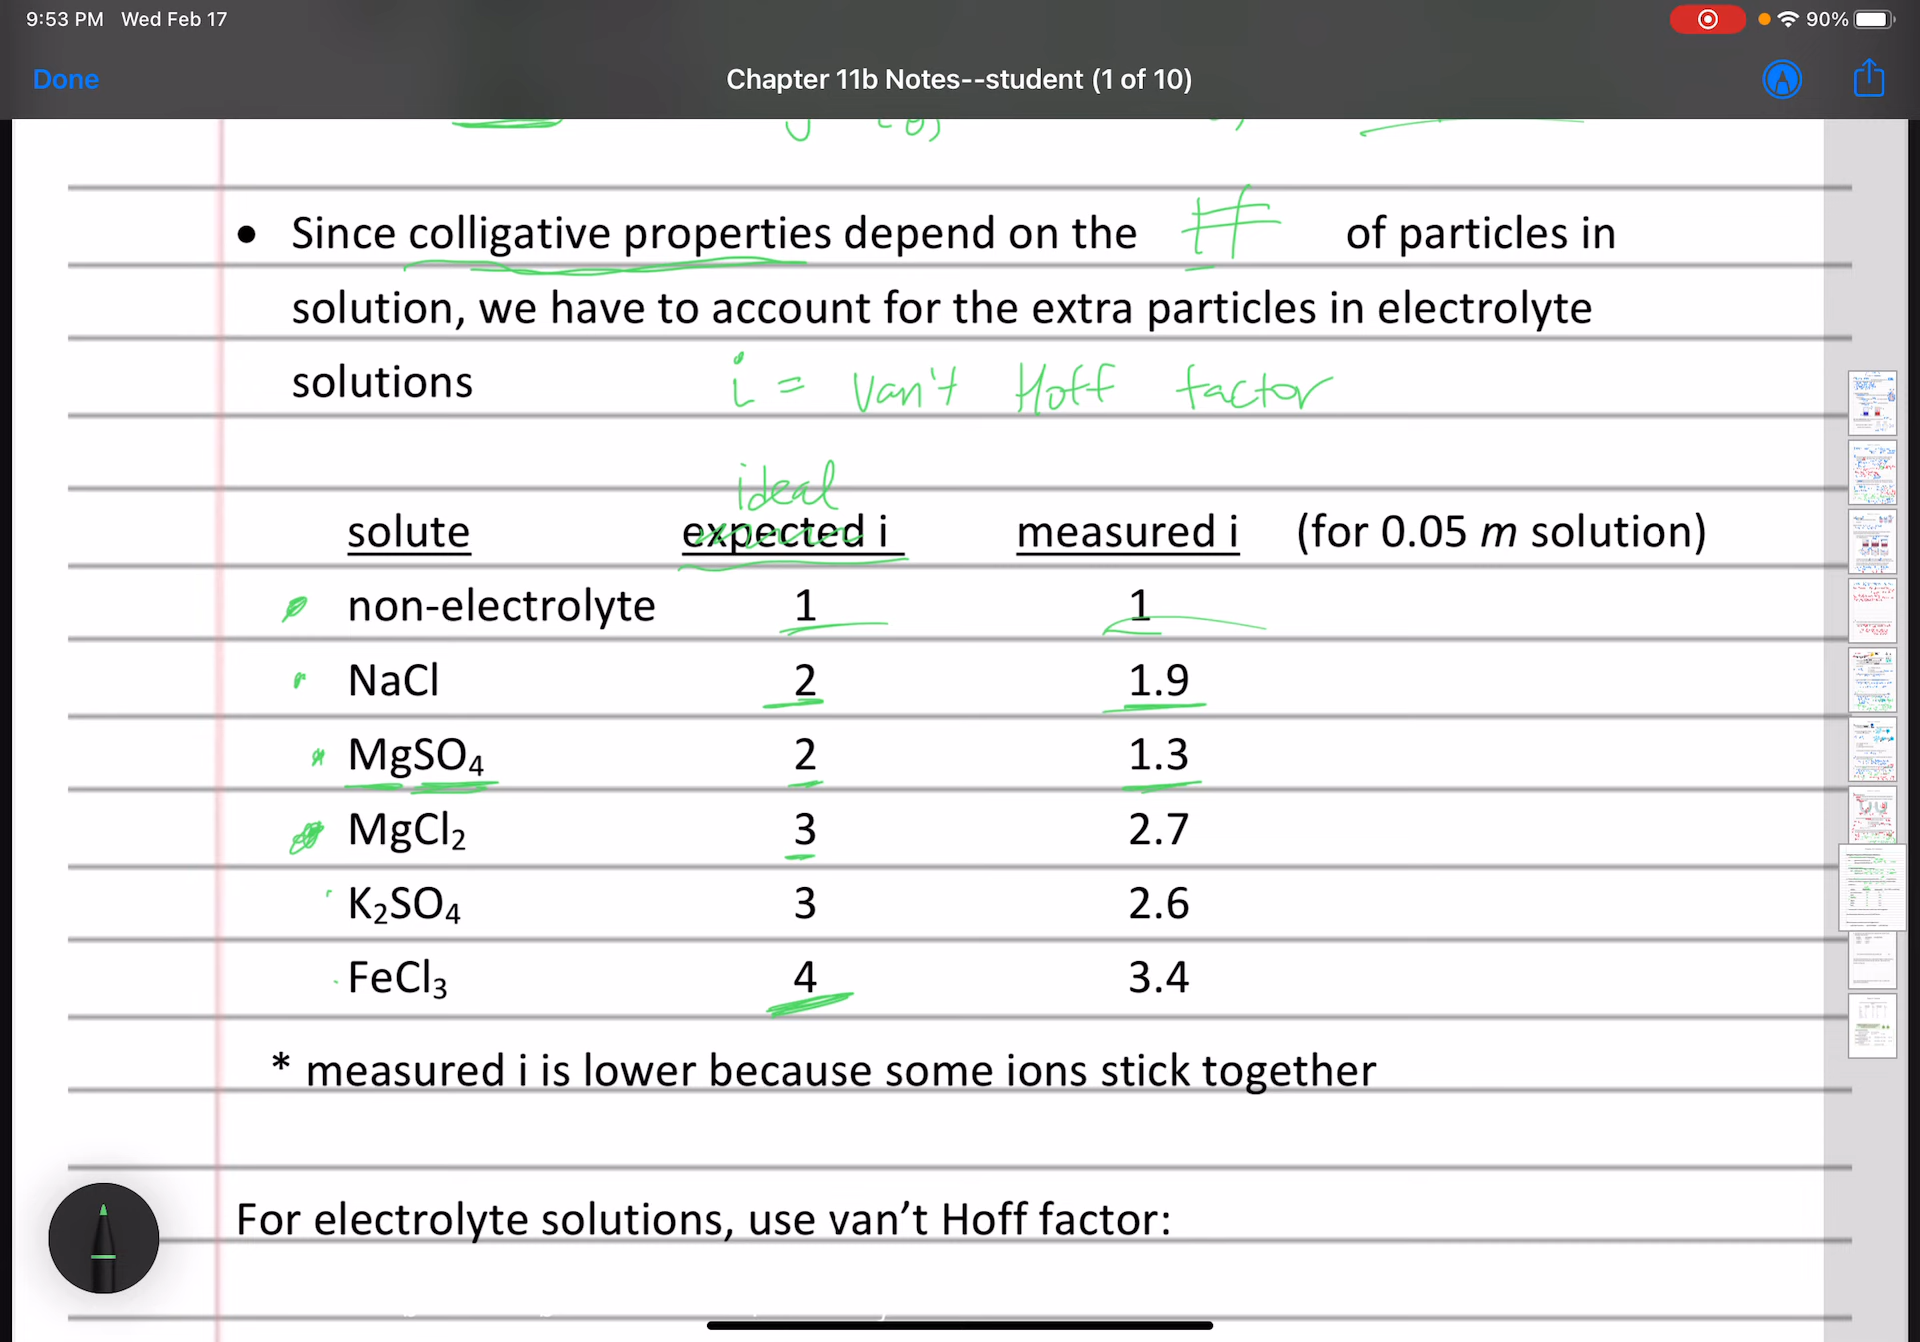 9:53 PM Wed Feb 17
90%
Done
Chapter 11b Notes--student (1 of 10)
• Since colligative properties depend on the # of particles in
solution, we have to account for the extra particles in electrolyte
solutions i = van't Hoff factor
ideal
solute expected i measured i (for 0.05 m solution)
non-electrolyte 1 1
NaCl 2 1.9
MgSO₄ 2 1.3
MgCl₂ 3 2.7
K₂SO₄ 3 2.6
FeCl₃ 4 3.4
* measured i is lower because some ions stick together
For electrolyte solutions, use van’t Hoff factor: